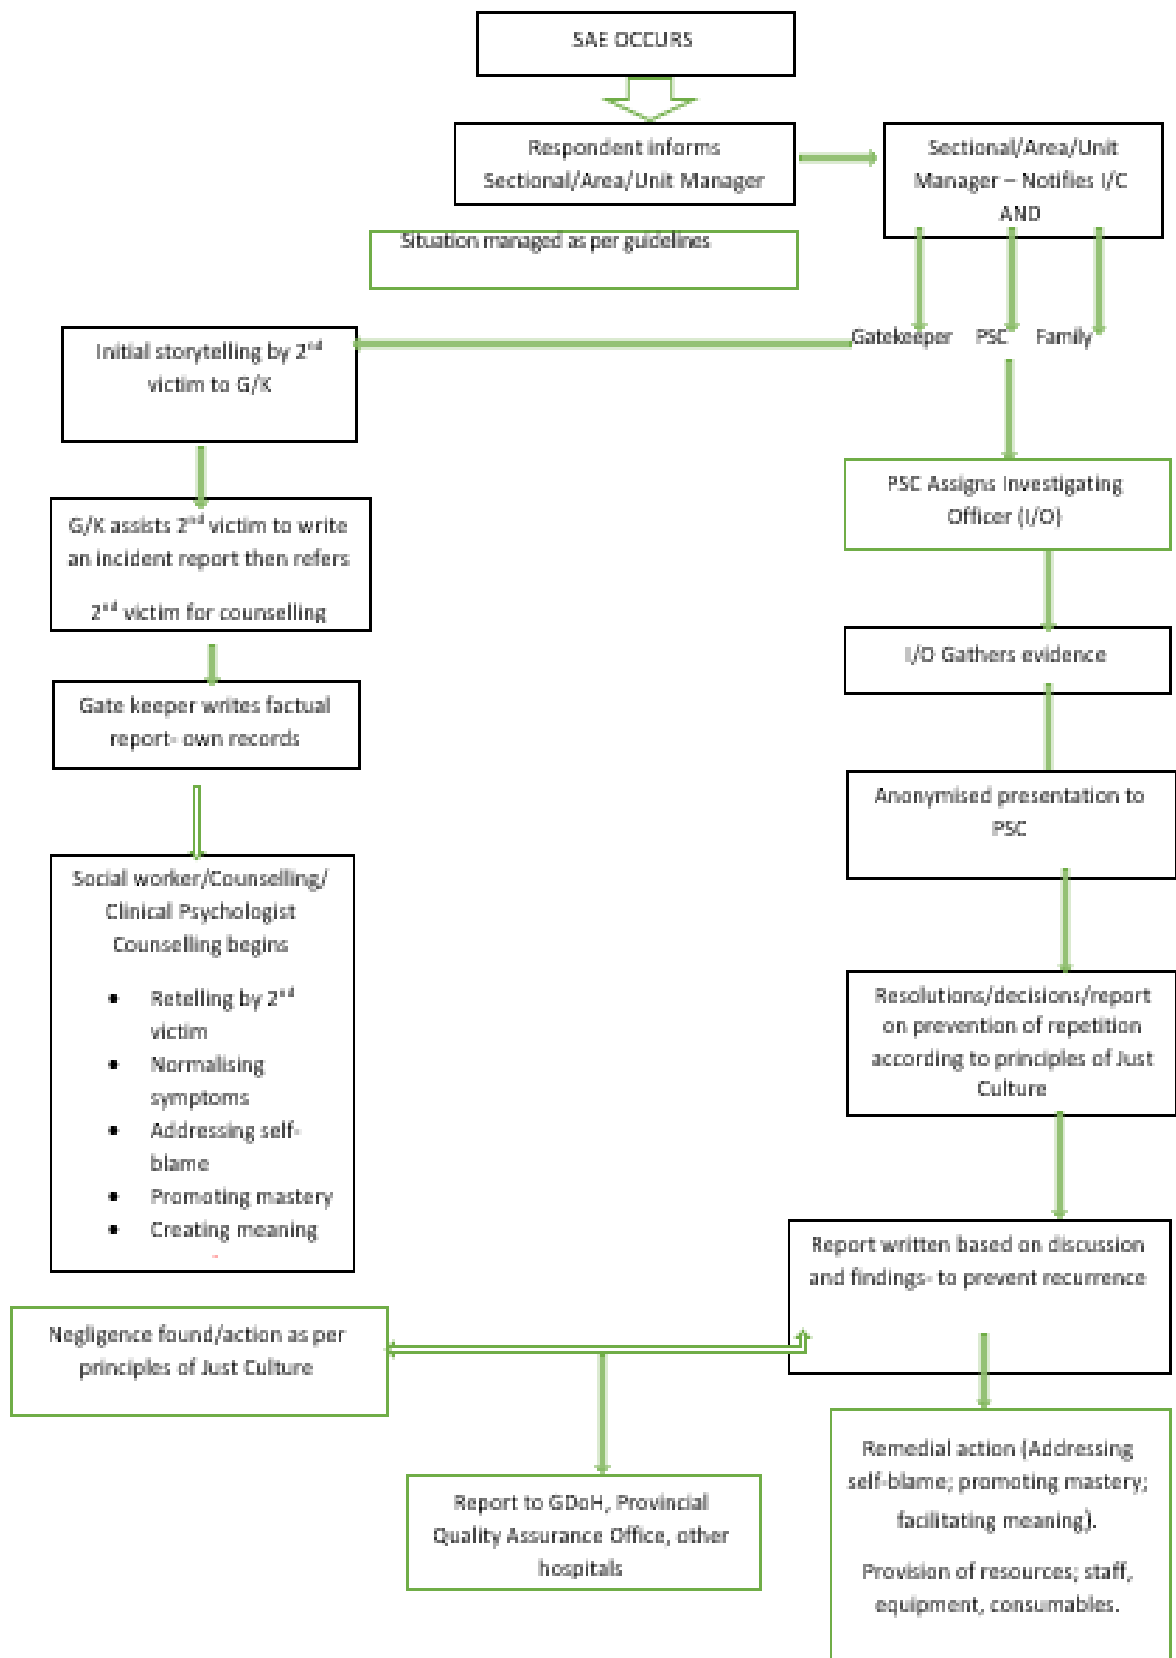 SAE OCCURS
Respondent informs
Sectional/Area/Unit Manager
Sectional/Area/Unit
Manager – Notifies I/C
AND
Situation managed as per guidelines
Gatekeeper PSC Family
Initial storytelling by 2nd
victim to G/K
PSC Assigns Investigating
Officer (I/O)
G/K assists 2nd victim to write
an incident report then refers
2nd victim for counselling
I/O Gathers evidence
Gate keeper writes factual
report- own records
Anonymised presentation to
PSC
Social worker/Counselling/
Clinical Psychologist
Counselling begins
• Retelling by 2nd
victim
• Normalising
symptoms
• Addressing self-
blame
• Promoting mastery
• Creating meaning
Resolutions/decisions/report
on prevention of repetition
according to principles of Just
Culture
Report written based on discussion
and findings- to prevent recurrence
Negligence found/action as per
principles of Just Culture
Report to GDoH, Provincial
Quality Assurance Office, other
hospitals
Remedial action (Addressing
self-blame; promoting mastery;
facilitating meaning).
Provision of resources; staff,
equipment, consumables.